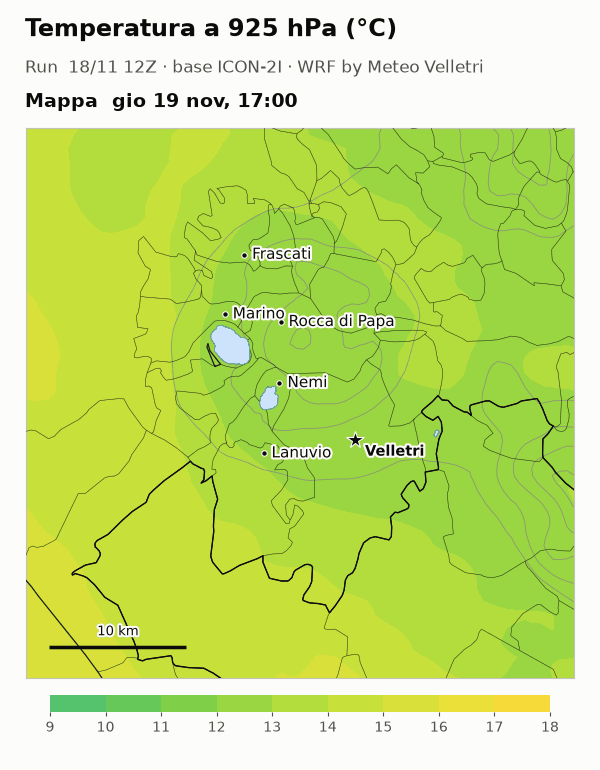 Temperatura a 925 hPa (°C)
Run 18/11 12Z · base ICON-2I · WRF by Meteo Velletri
Mappa gio 19 nov, 17:00
Frascati
Marino
Rocca di Papa
Nemi
Velletri
Lanuvio
10 km
9 10 11 12 13 14 15 16 17 18